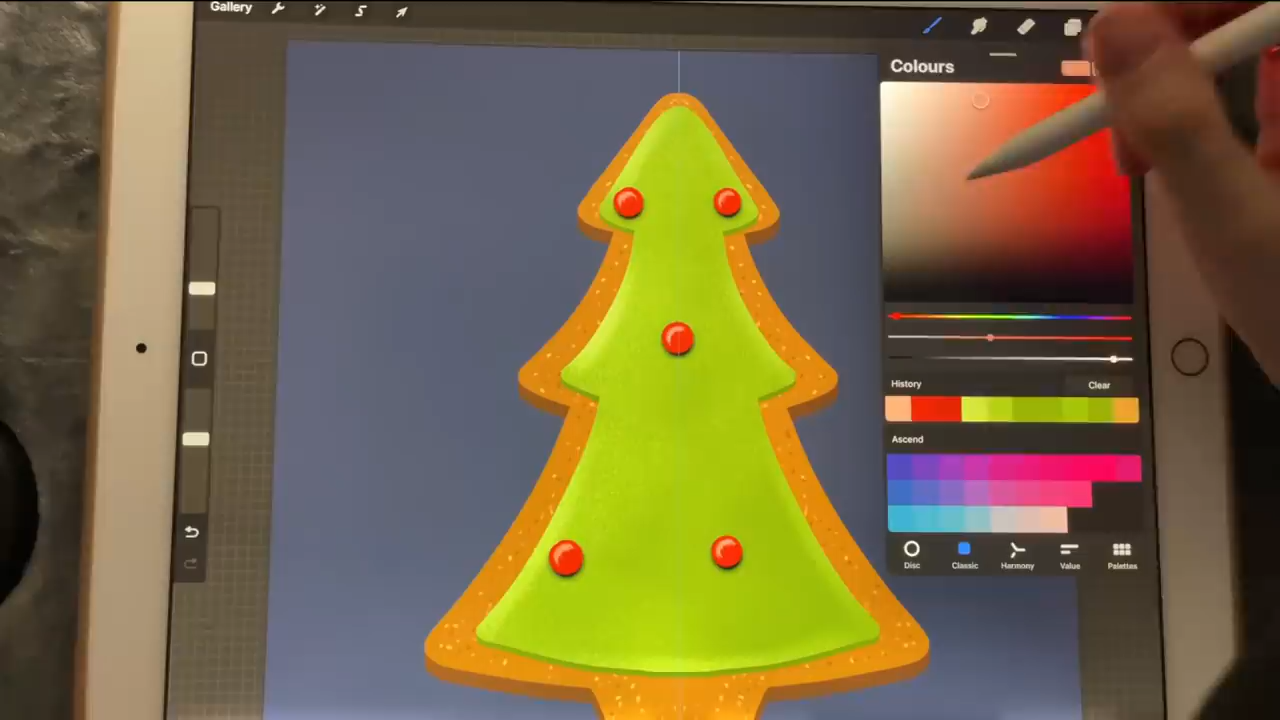 Gallery
Colours
History
Clear
Ascend
Disc
Classic
Harmony
Value
Palettes